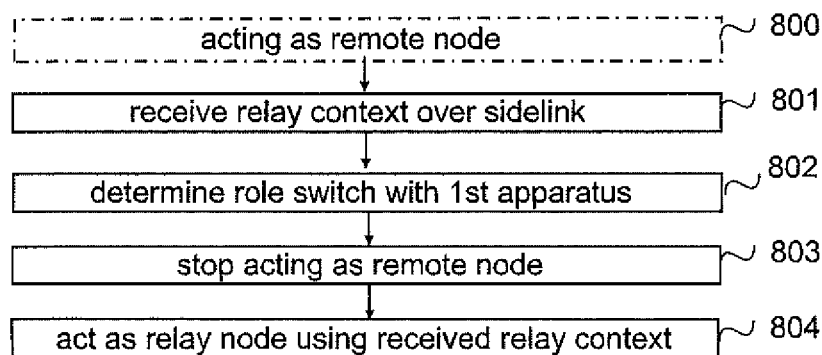 acting as remote node 800
receive relay context over sidelink 801
determine role switch with 1st apparatus 802
stop acting as remote node 803
act as relay node using received relay context 804